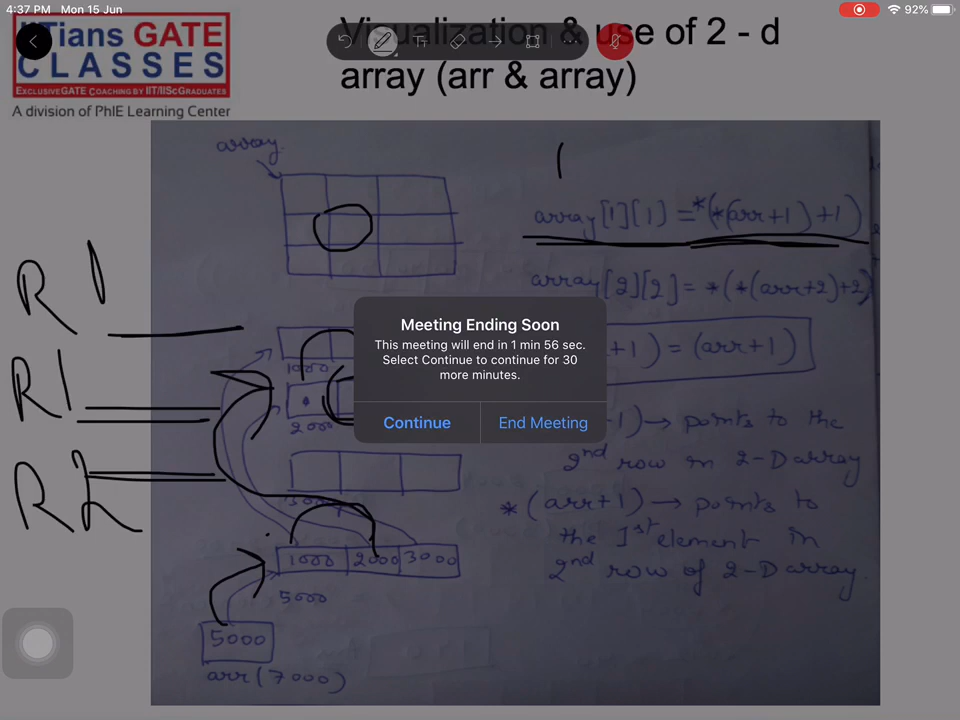 4:37 PM Mon 15 Jun
92%
IITians GATE
CLASSES
EXCLUSIVE GATE COACHING BY IIT/IISc GRADUATES
A division of PhIE Learning Center
Visualization & use of 2 - d
array (arr & array)
array
array[1][1] = *(*(arr+1)+1)
array[2][2] = *(*(arr+2)+2)
R
R1
R2
Meeting Ending Soon
This meeting will end in 1 min 56 sec.
Select Continue to continue for 30
more minutes.
Continue
End Meeting
+1) = (arr+1)
1000
2000
-1) → points to the
2nd row in 2-D array
*(arr+1) → points to
the 1st element in
2nd row of 2-D array.
1000 2000 3000
5000
5000
arr(7000)